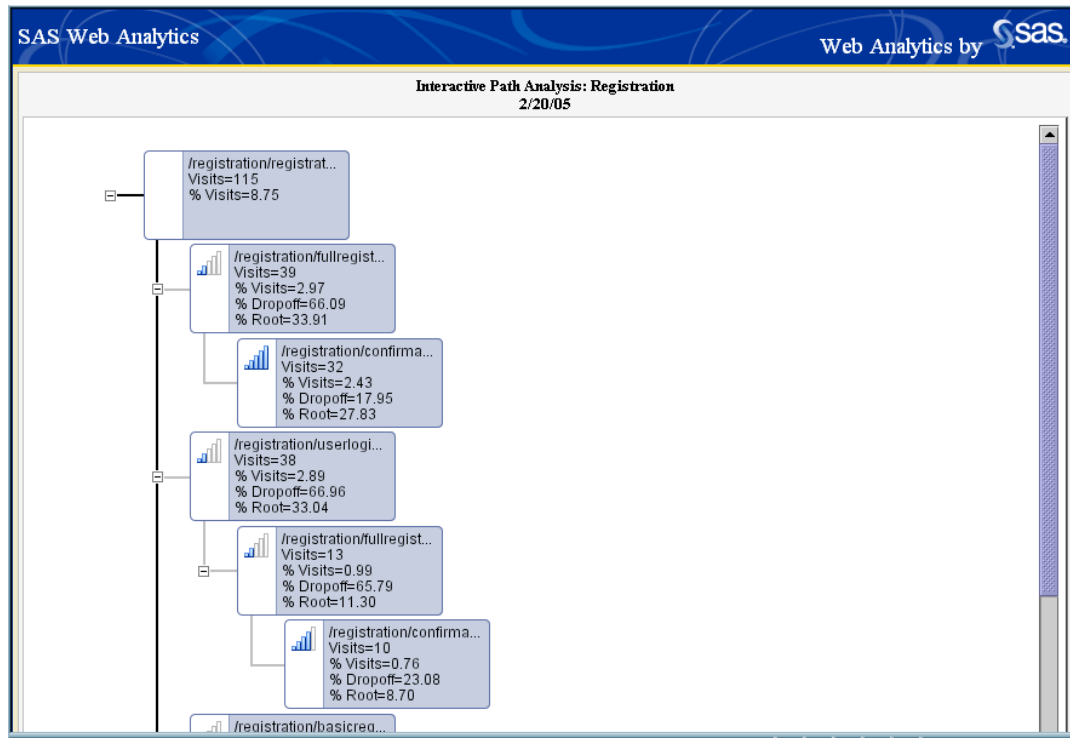 SAS Web Analytics
Web Analytics by sas.
Interactive Path Analysis: Registration
2/20/05
/registration/registrat...
Visits=115
% Visits=8.75
/registration/fullregist...
Visits=39
% Visits=2.97
% Dropoff=66.09
% Root=33.91
/registration/confirma...
Visits=32
% Visits=2.43
% Dropoff=17.95
% Root=27.83
/registration/userlogi...
Visits=38
% Visits=2.89
% Dropoff=66.96
% Root=33.04
/registration/fullregist...
Visits=13
% Visits=0.99
% Dropoff=65.79
% Root=11.30
/registration/confirma...
Visits=10
% Visits=0.76
% Dropoff=23.08
% Root=8.70
/registration/basicreg...